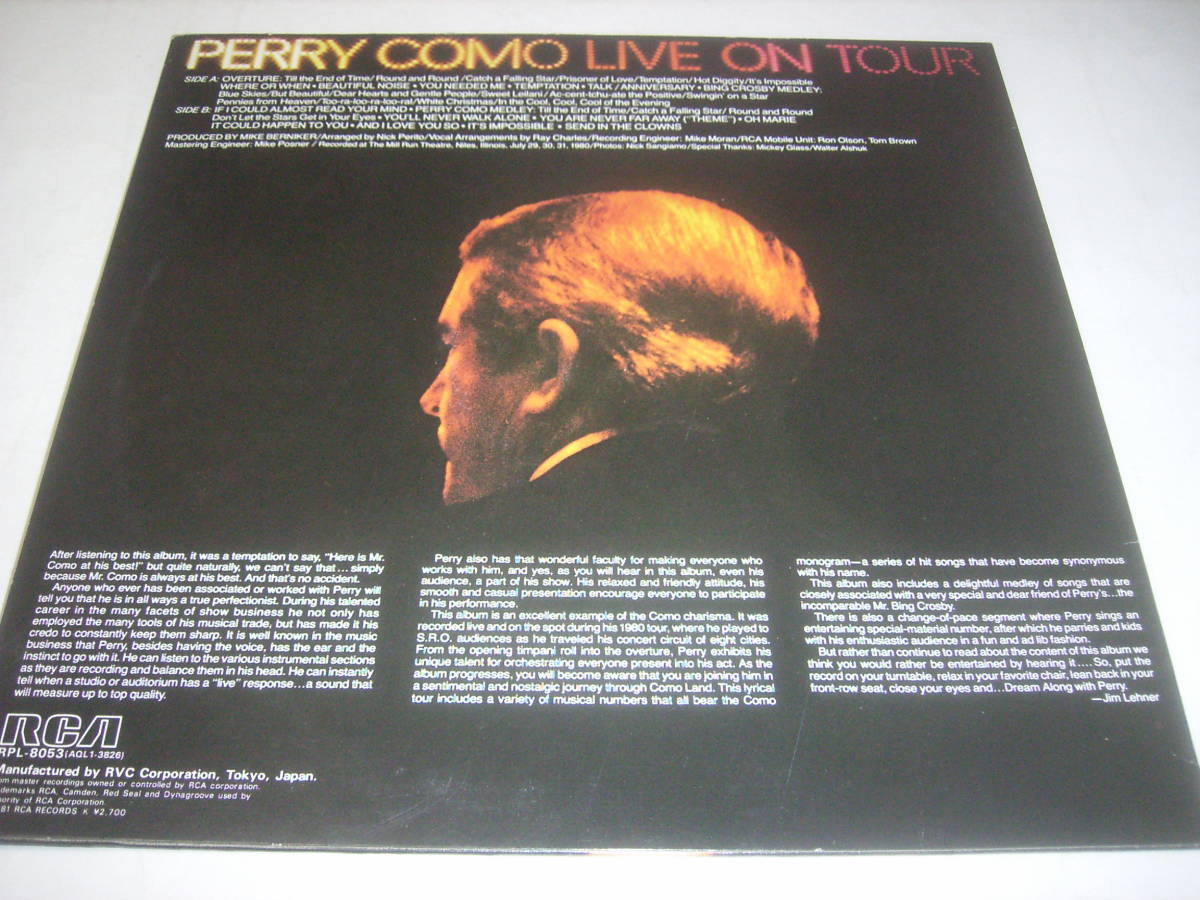 PERRY COMO LIVE ON TOUR
SIDE A: OVERTURE: Till the End of Time/Round and Round/Catch a Falling Star/Prisoner of Love/Temptation/Hot Diggity/It's Impossible
WHERE OR WHEN • BEAUTIFUL NOISE • YOU NEEDED ME • TEMPTATION • TALK/ANNIVERSARY • BING CROSBY MEDLEY:
Blue Skies/But Beautiful/Dear Hearts and Gentle People/Sweet Leilani/Ac-cent-tchu-ate the Positive/Swingin' on a Star
Pennies from Heaven/Too-ra-loo-ra-loo-ral/White Christmas/In the Cool, Cool, Cool of the Evening
SIDE B: IF I COULD ALMOST READ YOUR MIND • PERRY COMO MEDLEY: Till the End of Time/Catch a Falling Star/Round and Round
Don't Let the Stars Get in Your Eyes • YOU'LL NEVER WALK ALONE • YOU ARE NEVER FAR AWAY ("THEME") • OH MARIE
IT COULD HAPPEN TO YOU • AND I LOVE YOU SO • IT'S IMPOSSIBLE • SEND IN THE CLOWNS
PRODUCED BY MIKE BERNIKER/Arranged by Nick Perito/Vocal Arrangements by Ray Charles/Recording Engineer: Mike Moran/RCA Mobile Unit: Ron Olson, Tom Brown
Mastering Engineer: Mike Posner/Recorded at The Mill Run Theatre, Niles, Illinois, July 29, 30, 31, 1980/Photos: Nick Sangiamo/Special Thanks: Mickey Glass/Walter Alshuk
After listening to this album, it was a temptation to say, "Here is Mr.
Como at his best!" but quite naturally, we can't say that...simply
because Mr. Como is always at his best. And that's no accident.
Anyone who ever has been associated or worked with Perry will
tell you that he is in all ways a true perfectionist. During his talented
career in the many facets of show business he not only has
employed the many tools of his musical trade, but has made it his
credo to constantly keep them sharp. It is well known in the music
business that Perry, besides having the voice, has the ear and the
instinct to go with it. He can listen to the various instrumental sections
as they are recording and balance them in his head. He can instantly
tell when a studio or auditorium has a "live" response...a sound that
will measure up to top quality.
Perry also has that wonderful faculty for making everyone who
works with him, and yes, as you will hear in this album, even his
audience, a part of his show. His relaxed and friendly attitude, his
smooth and casual presentation encourage everyone to participate
in his performance.
This album is an excellent example of the Como charisma. It was
recorded live and on the spot during his 1980 tour, where he played to
S.R.O. audiences as he traveled his concert circuit of eight cities.
From the opening timpani roll into the overture, Perry exhibits his
unique talent for orchestrating everyone present into his act. As the
album progresses, you will become aware that you are joining him in
a sentimental and nostalgic journey through Como Land. This lyrical
tour includes a variety of musical numbers that all bear the Como
monogram—a series of hit songs that have become synonymous
with his name.
This album also includes a delightful medley of songs that are
closely associated with a very special and dear friend of Perry's...the
incomparable Mr. Bing Crosby.
There is also a change-of-pace segment where Perry sings an
entertaining special-material number, after which he parries and kids
with his enthusiastic audience in a fun and ad lib fashion.
But rather than continue to read about the content of this album we
think you would rather be entertained by hearing it....So, put the
record on your turntable, relax in your favorite chair, lean back in your
front-row seat, close your eyes and...Dream Along with Perry.
—Jim Lehner
RCA
RPL-8053(AQL1-3826)
Manufactured by RVC Corporation, Tokyo, Japan.
om master recordings owned or controlled by RCA corporation.
ademarks RCA, Camden, Red Seal and Dynagroove used by
hority of RCA Corporation.
81 RCA RECORDS K ¥2,700